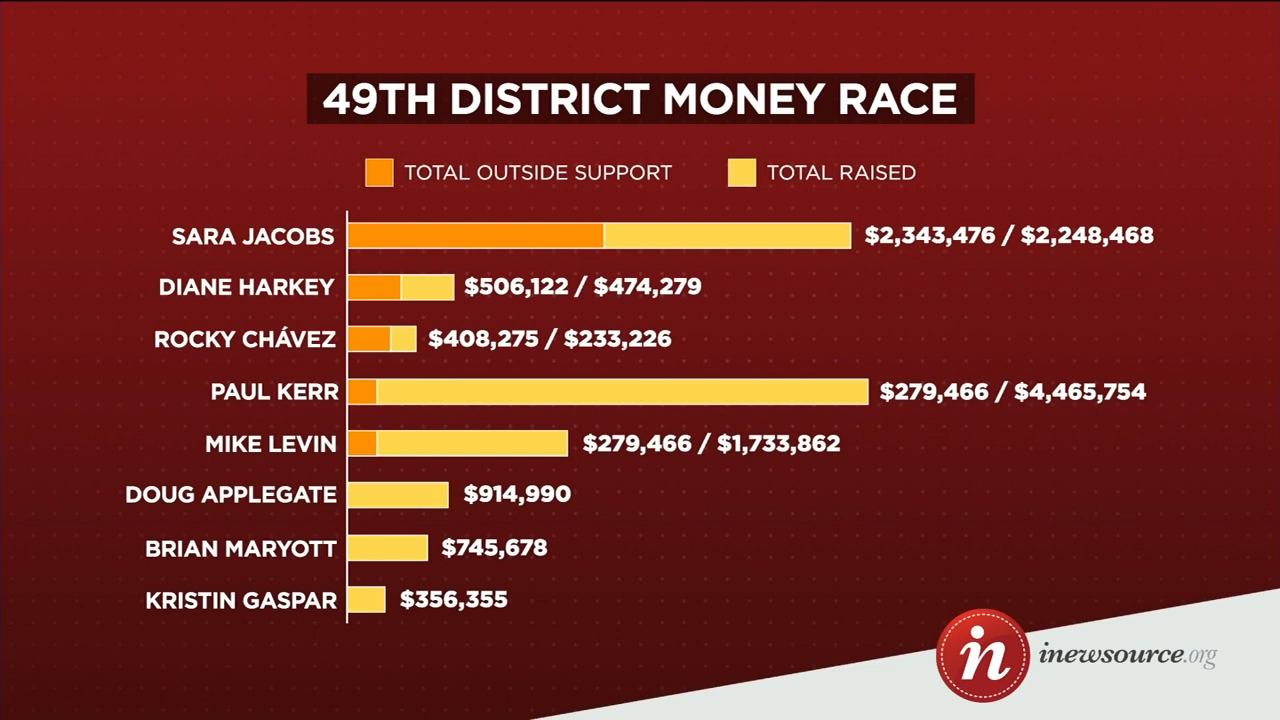 49TH DISTRICT MONEY RACE
TOTAL OUTSIDE SUPPORT TOTAL RAISED
SARA JACOBS $2,343,476 / $2,248,468
DIANE HARKEY $506,122 / $474,279
ROCKY CHÁVEZ $408,275 / $233,226
PAUL KERR $279,466 / $4,465,754
MIKE LEVIN $279,466 / $1,733,862
DOUG APPLEGATE $914,990
BRIAN MARYOTT $745,678
KRISTIN GASPAR $356,355
in inewsource.org